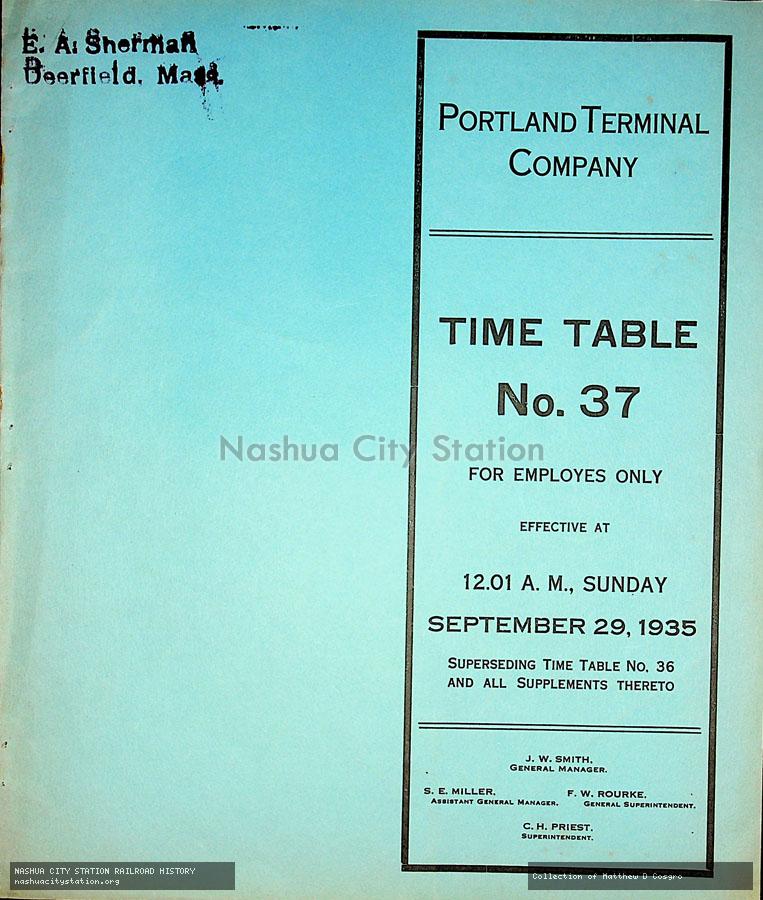 E. A. Sherman
Deerfield, Mass.
PORTLAND TERMINAL
COMPANY
TIME TABLE
No. 37
Nashua City Station
FOR EMPLOYES ONLY
EFFECTIVE AT
12.01 A. M., SUNDAY
SEPTEMBER 29, 1935
SUPERSEDING TIME TABLE NO. 36
AND ALL SUPPLEMENTS THERETO
J. W. SMITH,
GENERAL MANAGER.
S. E. MILLER,
ASSISTANT GENERAL MANAGER.
F. W. ROURKE,
GENERAL SUPERINTENDENT.
C. H. PRIEST,
SUPERINTENDENT.
NASHUA CITY STATION RAILROAD HISTORY
nashuacitystation.org
Collection of Matthew D Cosgro